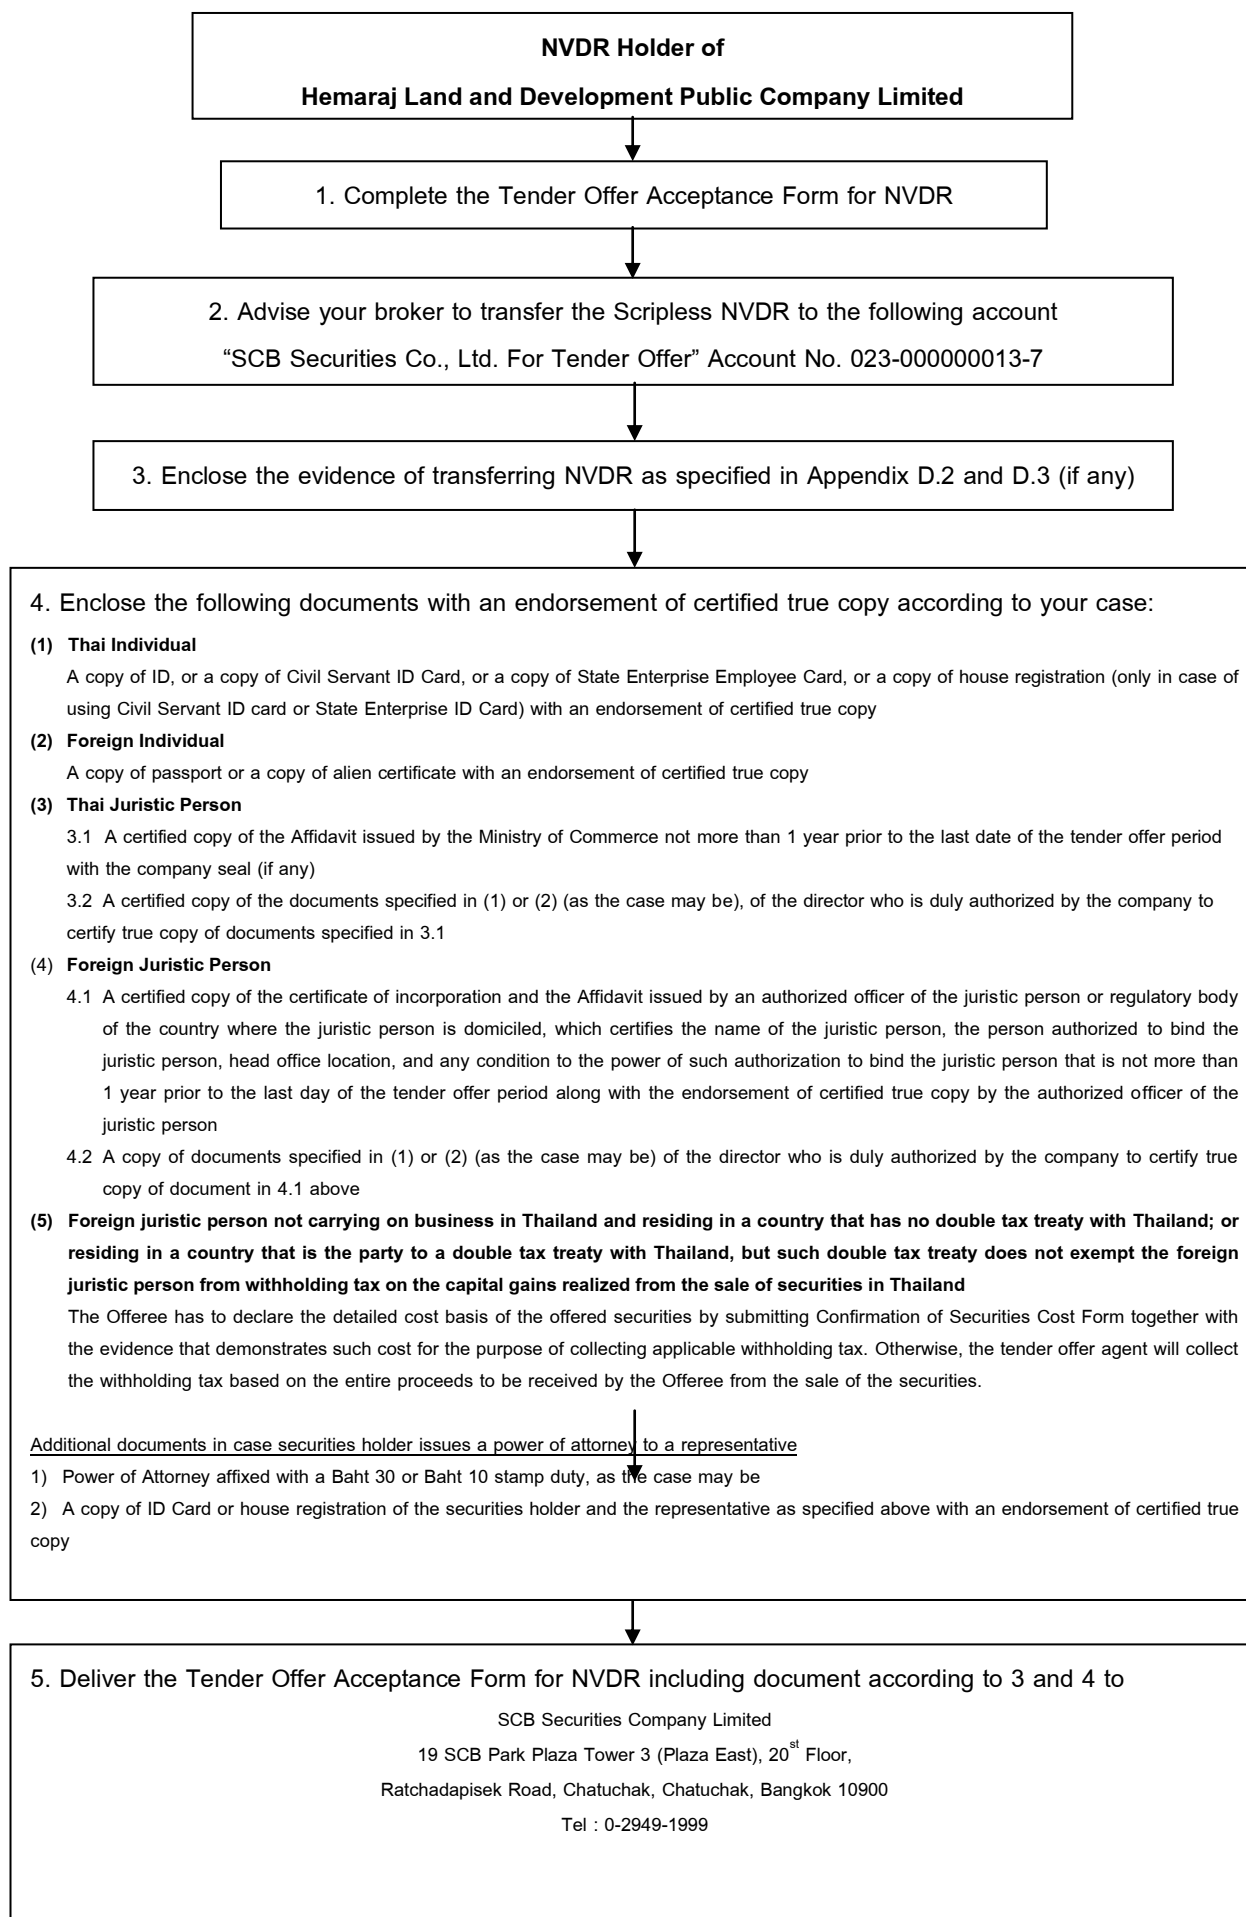 NVDR Holder of
Hemaraj Land and Development Public Company Limited
1. Complete the Tender Offer Acceptance Form for NVDR
2. Advise your broker to transfer the Scripless NVDR to the following account
“SCB Securities Co., Ltd. For Tender Offer” Account No. 023-000000013-7
3. Enclose the evidence of transferring NVDR as specified in Appendix D.2 and D.3 (if any)
4. Enclose the following documents with an endorsement of certified true copy according to your case:
(1) Thai Individual
A copy of ID, or a copy of Civil Servant ID Card, or a copy of State Enterprise Employee Card, or a copy of house registration (only in case of
using Civil Servant ID card or State Enterprise ID Card) with an endorsement of certified true copy
(2) Foreign Individual
A copy of passport or a copy of alien certificate with an endorsement of certified true copy
(3) Thai Juristic Person
3.1 A certified copy of the Affidavit issued by the Ministry of Commerce not more than 1 year prior to the last date of the tender offer period
with the company seal (if any)
3.2 A certified copy of the documents specified in (1) or (2) (as the case may be), of the director who is duly authorized by the company to
certify true copy of documents specified in 3.1
(4) Foreign Juristic Person
4.1 A certified copy of the certificate of incorporation and the Affidavit issued by an authorized officer of the juristic person or regulatory body
of the country where the juristic person is domiciled, which certifies the name of the juristic person, the person authorized to bind the
juristic person, head office location, and any condition to the power of such authorization to bind the juristic person that is not more than
1 year prior to the last day of the tender offer period along with the endorsement of certified true copy by the authorized officer of the
juristic person
4.2 A copy of documents specified in (1) or (2) (as the case may be) of the director who is duly authorized by the company to certify true
copy of document in 4.1 above
(5) Foreign juristic person not carrying on business in Thailand and residing in a country that has no double tax treaty with Thailand; or
residing in a country that is the party to a double tax treaty with Thailand, but such double tax treaty does not exempt the foreign
juristic person from withholding tax on the capital gains realized from the sale of securities in Thailand
The Offeree has to declare the detailed cost basis of the offered securities by submitting Confirmation of Securities Cost Form together with
the evidence that demonstrates such cost for the purpose of collecting applicable withholding tax. Otherwise, the tender offer agent will collect
the withholding tax based on the entire proceeds to be received by the Offeree from the sale of the securities.
Additional documents in case securities holder issues a power of attorney to a representative
1) Power of Attorney affixed with a Baht 30 or Baht 10 stamp duty, as the case may be
2) A copy of ID Card or house registration of the securities holder and the representative as specified above with an endorsement of certified true
copy
5. Deliver the Tender Offer Acceptance Form for NVDR including document according to 3 and 4 to
SCB Securities Company Limited
19 SCB Park Plaza Tower 3 (Plaza East), 20st Floor,
Ratchadapisek Road, Chatuchak, Chatuchak, Bangkok 10900
Tel : 0-2949-1999